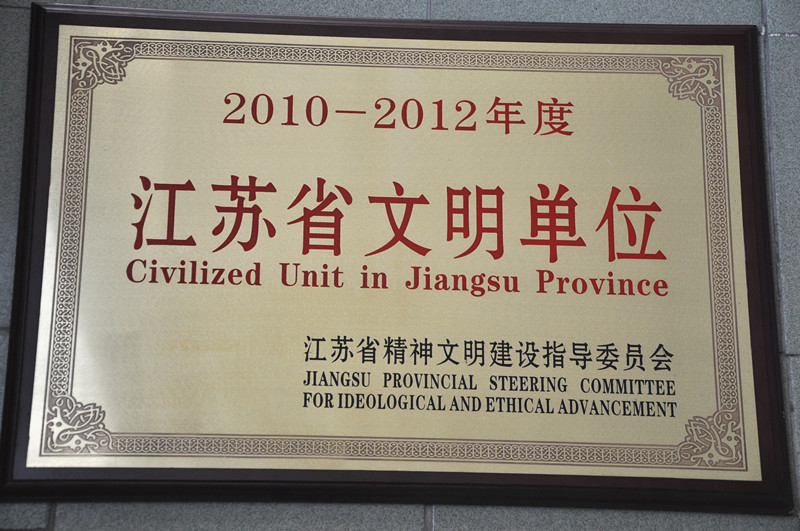 2010－2012年度
江苏省文明单位
Civilized Unit in Jiangsu Province
江苏省精神文明建设指导委员会
JIANGSU PROVINCIAL STEERING COMMITTEE
FOR IDEOLOGICAL AND ETHICAL ADVANCEMENT